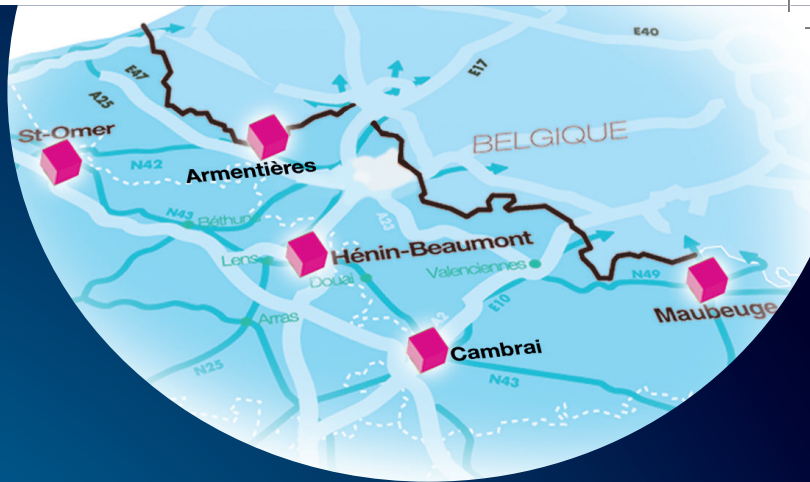 E40
E47
E17
A25
St-Omer
BELGIQUE
N42
Armentières
N43
Béthune
A23
Hénin-Beaumont
Lens
Valenciennes
Douai
N49
E10
Maubeuge
Arras
Cambrai
N25
N43